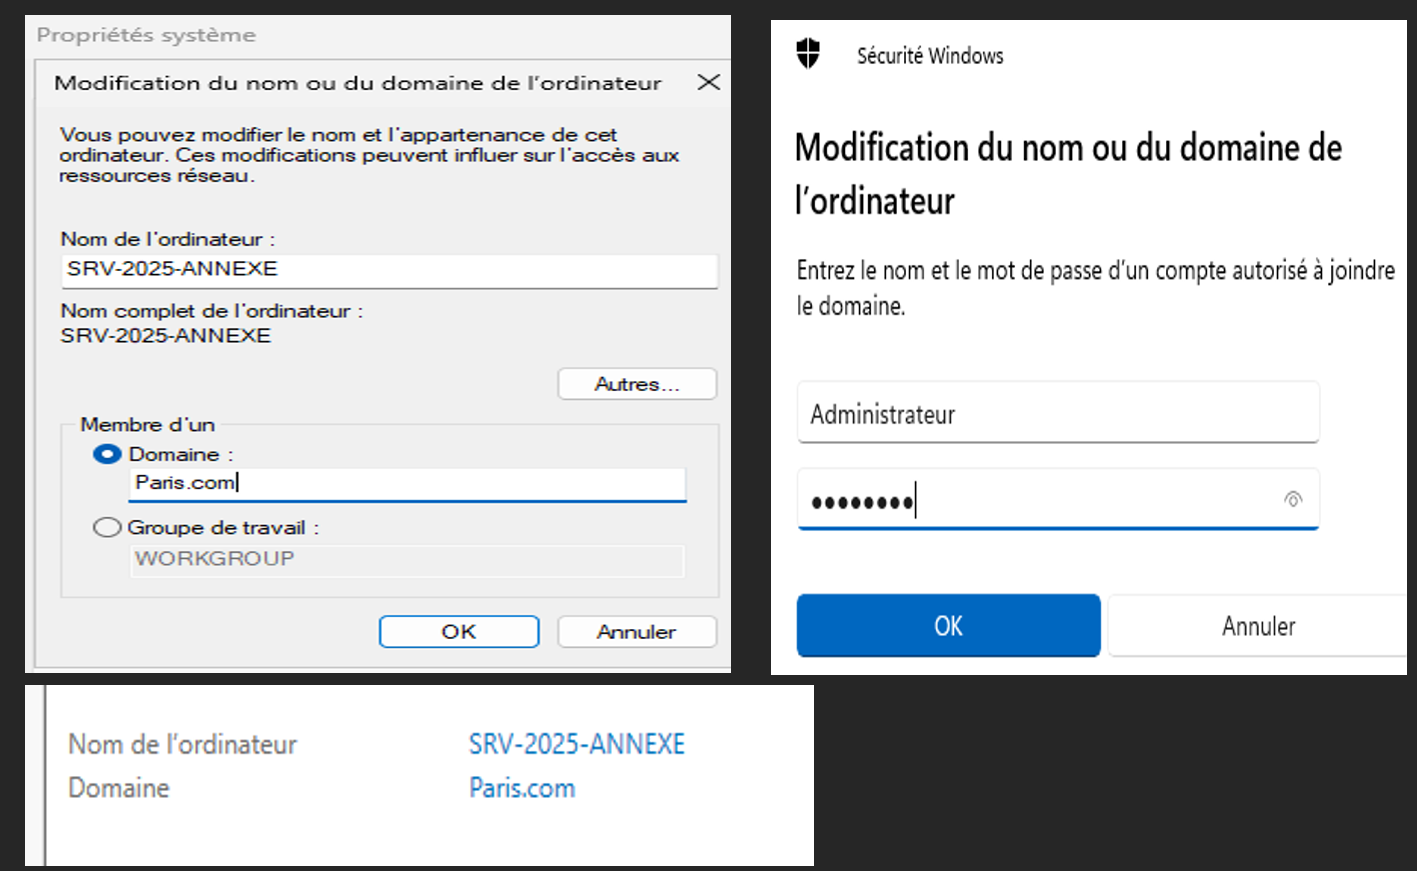 Propriétés système
Modification du nom ou du domaine de l'ordinateur
Vous pouvez modifier le nom et l'appartenance de cet
ordinateur. Ces modifications peuvent influer sur l'accès aux
ressources réseau.
Nom de l'ordinateur :
SRV-2025-ANNEXE
Nom complet de l'ordinateur :
SRV-2025-ANNEXE
Autres...
Membre d'un
Domaine :
Paris.com
Groupe de travail :
WORKGROUP
OK
Annuler
Sécurité Windows
Modification du nom ou du domaine de
l'ordinateur
Entrez le nom et le mot de passe d'un compte autorisé à joindre
le domaine.
Administrateur
••••••••
OK
Annuler
Nom de l'ordinateur SRV-2025-ANNEXE
Domaine Paris.com